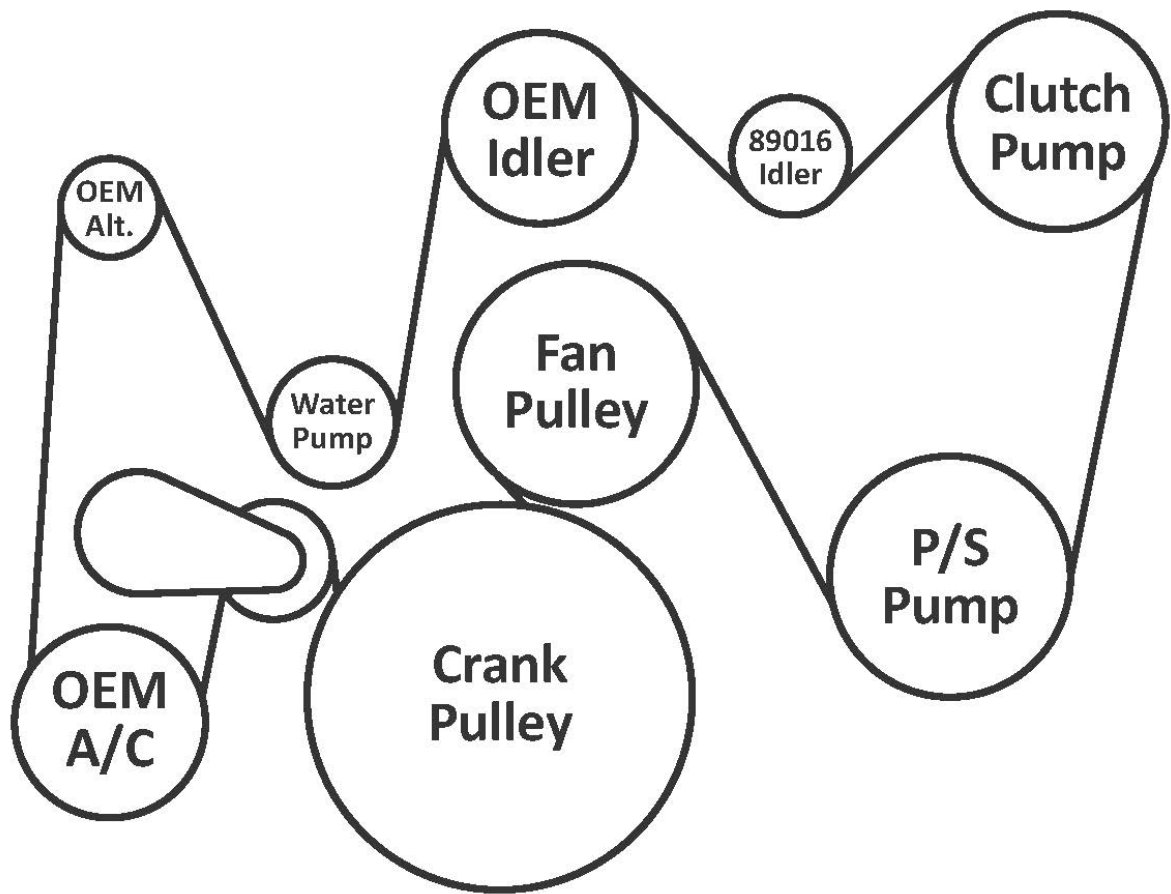 OEM
Idler
89016
Idler
Clutch
Pump
OEM
Alt.
Fan
Pulley
Water
Pump
P/S
Pump
OEM
A/C
Crank
Pulley